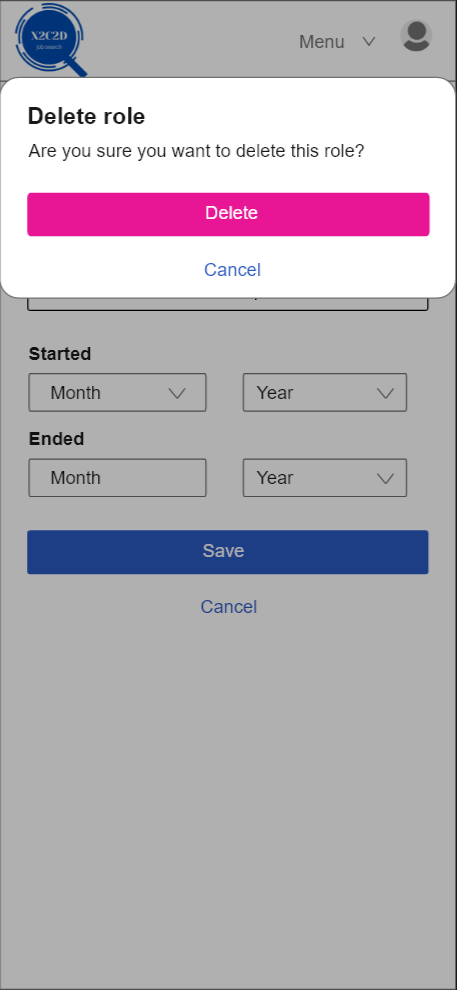 X2C2D
job search
Menu
Delete role
Are you sure you want to delete this role?
Delete
Cancel
Started
Month
Year
Ended
Month
Year
Save
Cancel